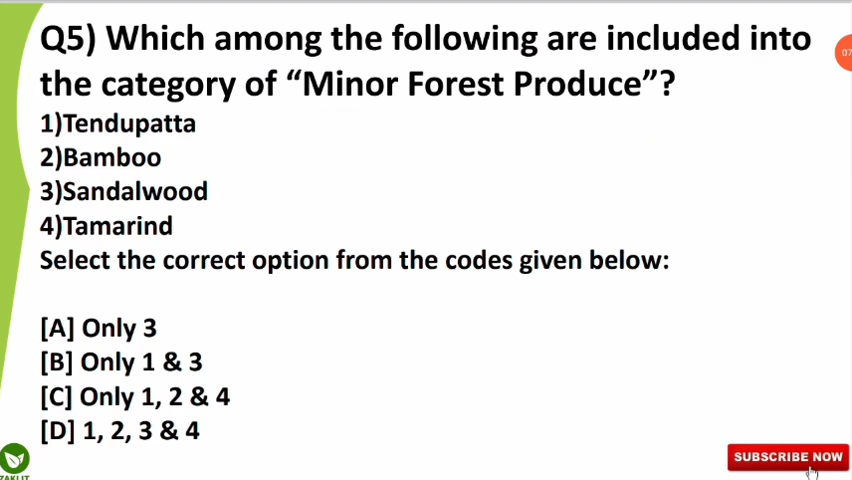 Q5) Which among the following are included into
the category of “Minor Forest Produce”?
1)Tendupatta
2)Bamboo
3)Sandalwood
4)Tamarind
Select the correct option from the codes given below:
[A] Only 3
[B] Only 1 & 3
[C] Only 1, 2 & 4
[D] 1, 2, 3 & 4
07
SUBSCRIBE NOW